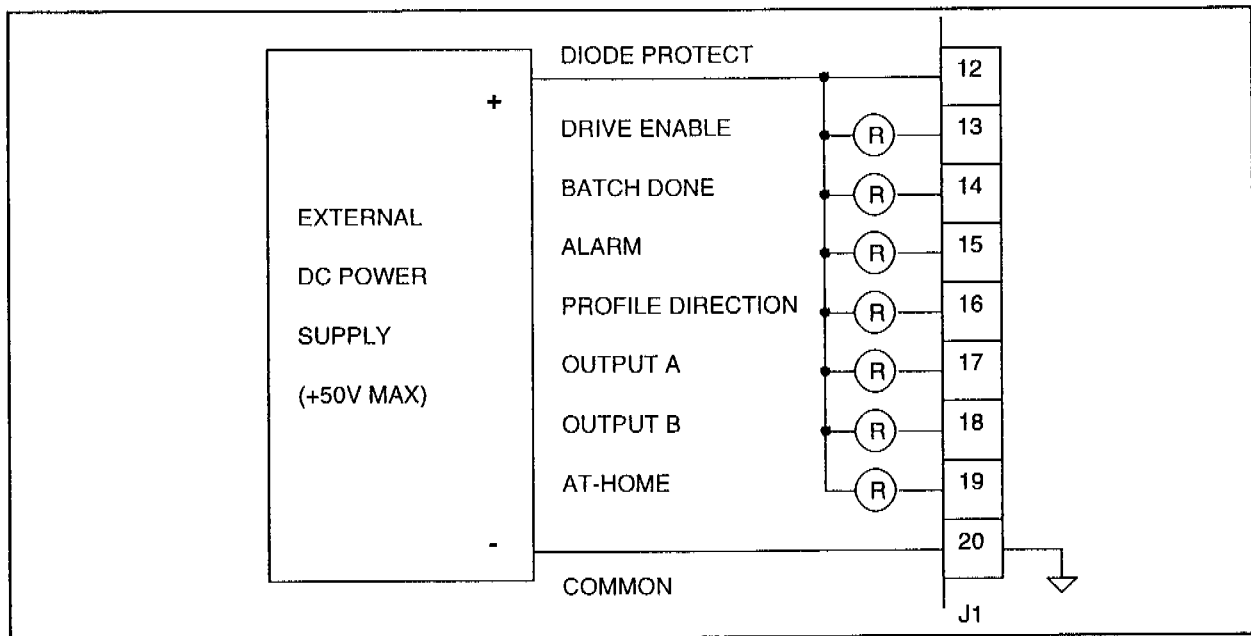 DIODE PROTECT
12
+
DRIVE ENABLE
R
13
BATCH DONE
R
14
EXTERNAL
ALARM
R
15
DC POWER
PROFILE DIRECTION
R
16
SUPPLY
OUTPUT A
R
17
(+50V MAX)
OUTPUT B
R
18
AT-HOME
R
19
-
20
COMMON
J1